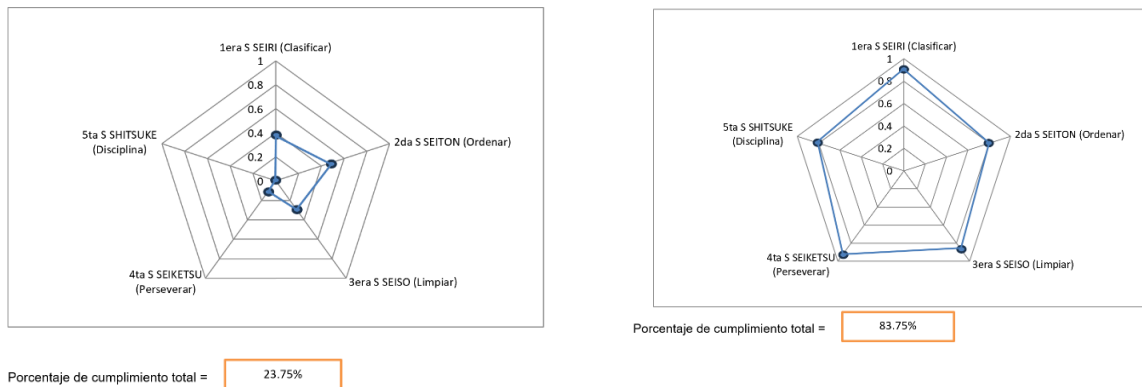 1era S SEIRI (Clasificar)
1
0.8
0.6
0.4
0.2
0
2da S SEITON (Ordenar)
3era S SEISO (Limpiar)
4ta S SEIKETSU
(Perseverar)
5ta S SHITSUKE
(Disciplina)
Porcentaje de cumplimiento total =
23.75%
1era S SEIRI (Clasificar)
1
0.8
0.6
0.4
0.2
0
2da S SEITON (Ordenar)
3era S SEISO (Limpiar)
4ta S SEIKETSU
(Perseverar)
5ta S SHITSUKE
(Disciplina)
Porcentaje de cumplimiento total =
83.75%